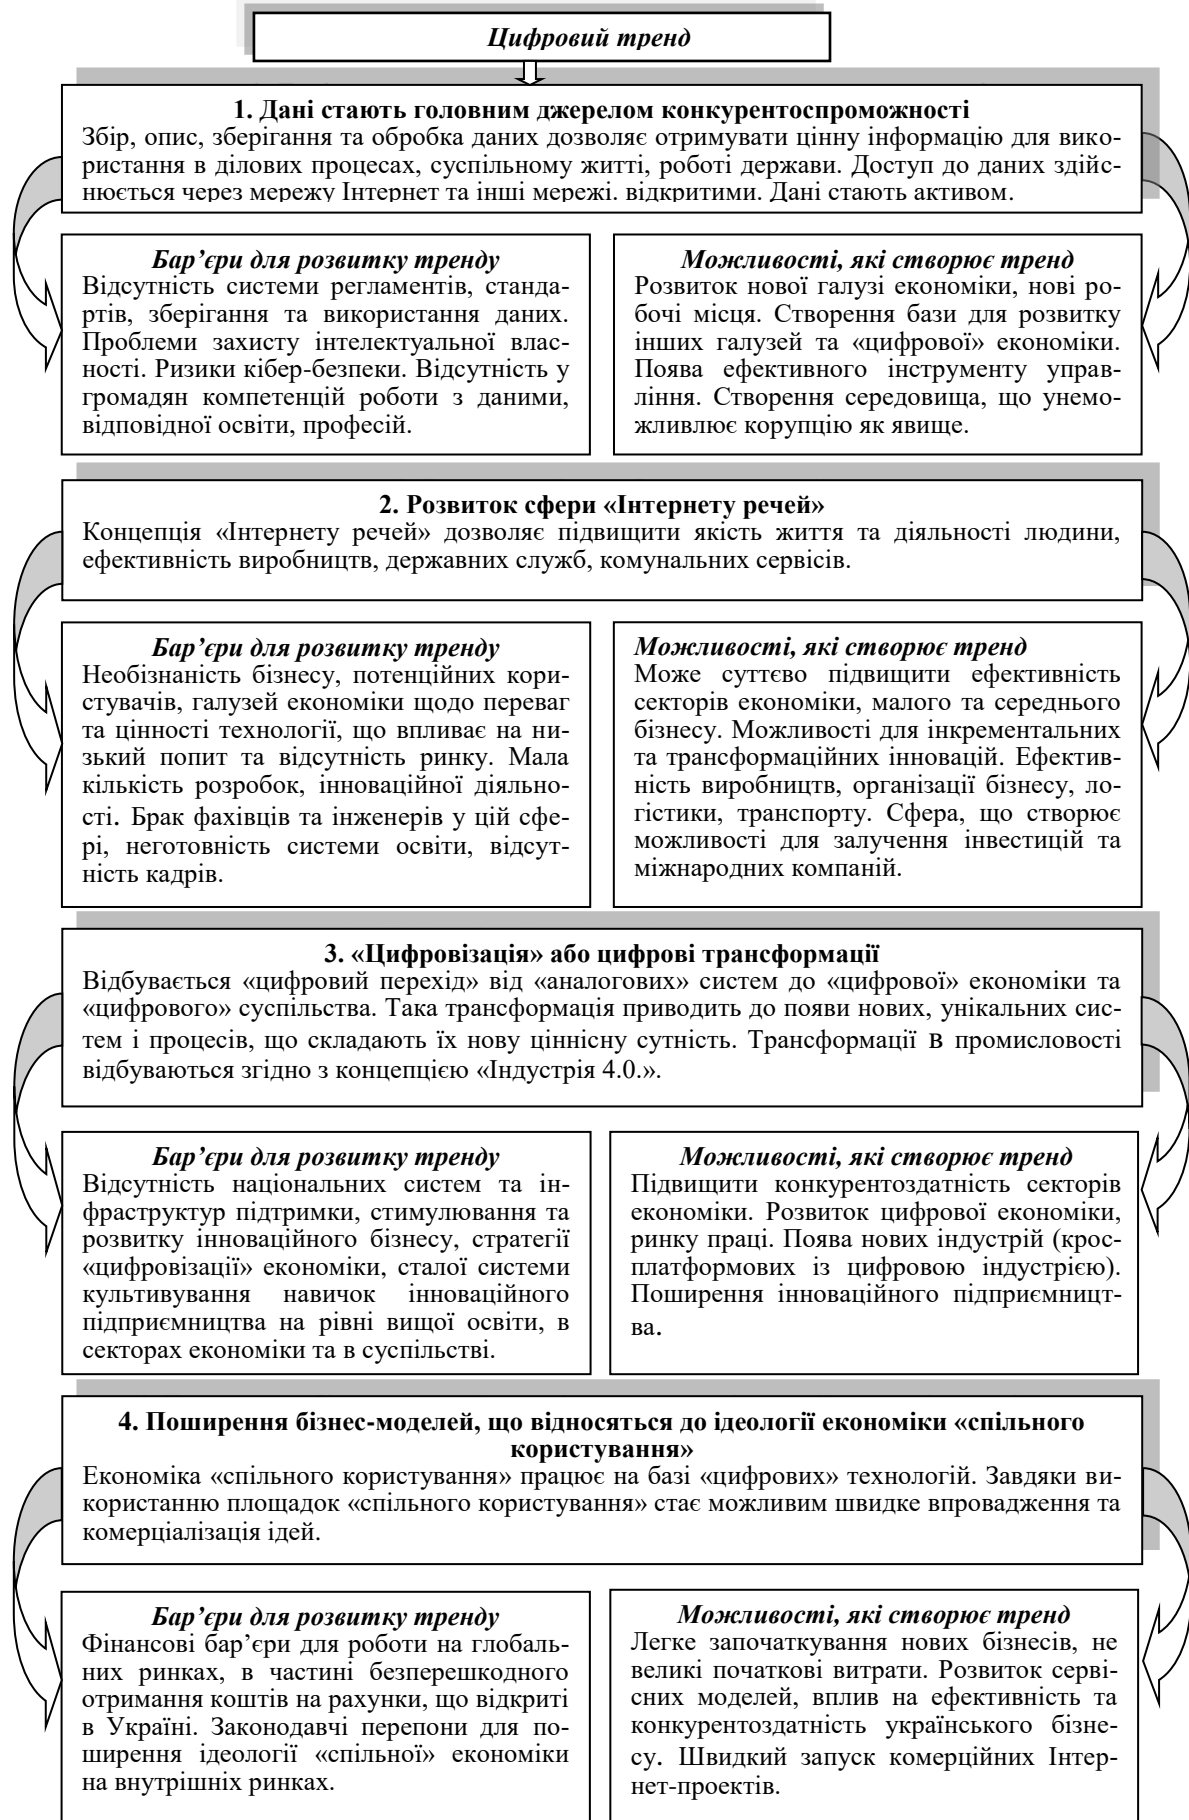 Цифровий тренд
1. Дані стають головним джерелом конкурентоспроможності
Збір, опис, зберігання та обробка даних дозволяє отримувати цінну інформацію для вико-
ристання в ділових процесах, суспільному житті, роботі держави. Доступ до даних здійс-
нюється через мережу Інтернет та інші мережі. відкритими. Дані стають активом.
Бар’єри для розвитку тренду
Відсутність системи регламентів, станда-
ртів, зберігання та використання даних.
Проблеми захисту інтелектуальної влас-
ності. Ризики кібер-безпеки. Відсутність у
громадян компетенцій роботи з даними,
відповідної освіти, професій.
Можливості, які створює тренд
Розвиток нової галузі економіки, нові ро-
бочі місця. Створення бази для розвитку
інших галузей та «цифрової» економіки.
Поява ефективного інструменту управ-
ління. Створення середовища, що унемо-
жливлює корупцію як явище.
2. Розвиток сфери «Інтернету речей»
Концепція «Інтернету речей» дозволяє підвищити якість життя та діяльності людини,
ефективність виробництв, державних служб, комунальних сервісів.
Бар’єри для розвитку тренду
Необізнаність бізнесу, потенційних кори-
стувачів, галузей економіки щодо переваг
та цінності технології, що впливає на ни-
зький попит та відсутність ринку. Мала
кількість розробок, інноваційної діяльно-
сті. Брак фахівців та інженерів у цій сфе-
рі, неготовність системи освіти, відсут-
ність кадрів.
Можливості, які створює тренд
Може суттєво підвищити ефективність
секторів економіки, малого та середнього
бізнесу. Можливості для інкрементальних
та трансформаційних інновацій. Ефектив-
ність виробництв, організації бізнесу, ло-
гістики, транспорту. Сфера, що створює
можливості для залучення інвестицій та
міжнародних компаній.
3. «Цифровізація» або цифрові трансформації
Відбувається «цифровий перехід» від «аналогових» систем до «цифрової» економіки та
«цифрового» суспільства. Така трансформація приводить до появи нових, унікальних сис-
тем і процесів, що складають їх нову ціннісну сутність. Трансформації в промисловості
відбуваються згідно з концепцією «Індустрія 4.0.».
Бар’єри для розвитку тренду
Відсутність національних систем та ін-
фраструктур підтримки, стимулювання та
розвитку інноваційного бізнесу, стратегії
«цифровізації» економіки, сталої системи
культивування навичок інноваційного
підприємництва на рівні вищої освіти, в
секторах економіки та в суспільстві.
Можливості, які створює тренд
Підвищити конкурентоздатність секторів
економіки. Розвиток цифрової економіки,
ринку праці. Поява нових індустрій (крос-
платформових із цифровою індустрією).
Поширення інноваційного підприємницт-
ва.
4. Поширення бізнес-моделей, що відносяться до ідеології економіки «спільного
користування»
Економіка «спільного користування» працює на базі «цифрових» технологій. Завдяки ви-
користанню площадок «спільного користування» стає можливим швидке впровадження та
комерціалізація ідей.
Бар’єри для розвитку тренду
Фінансові бар’єри для роботи на глобаль-
них ринках, в частині безперешкодного
отримання коштів на рахунки, що відкриті
в Україні. Законодавчі перепони для по-
ширення ідеології «спільної» економіки
на внутрішніх ринках.
Можливості, які створює тренд
Легке започаткування нових бізнесів, не
великі початкові витрати. Розвиток серві-
сних моделей, вплив на ефективність та
конкурентоздатність українського бізне-
су. Швидкий запуск комерційних Інтер-
нет-проектів.